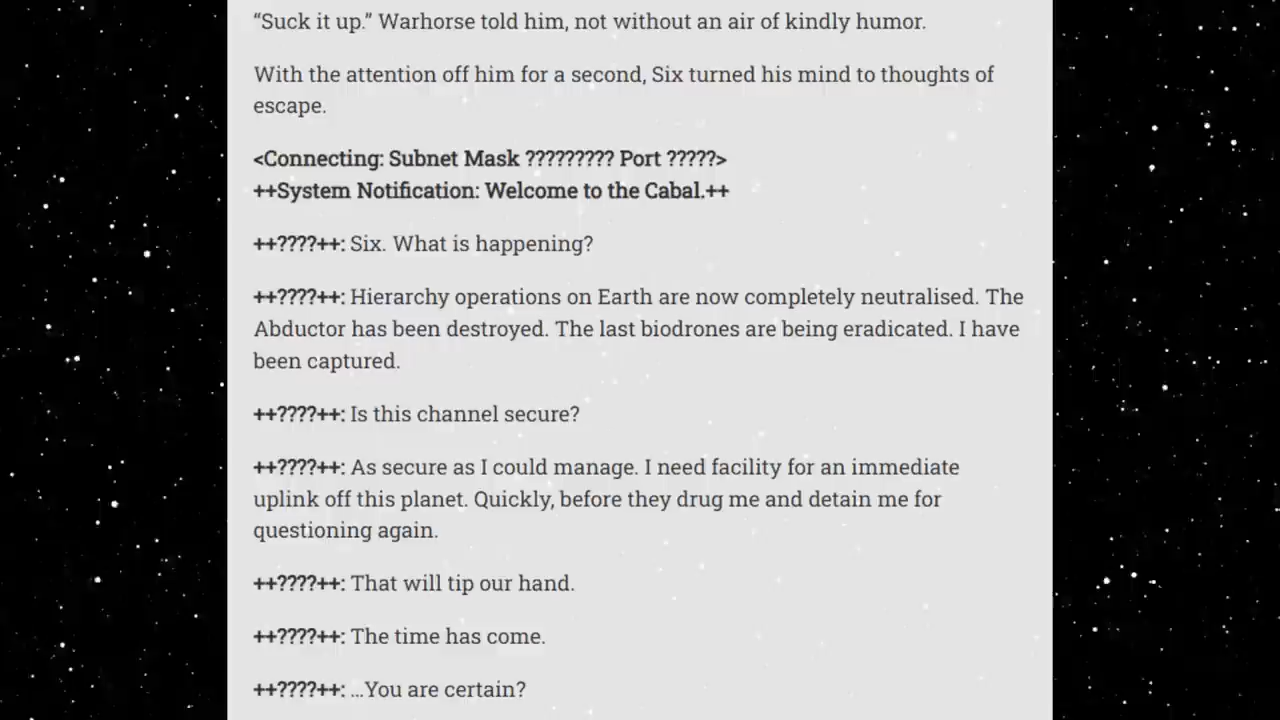 “Suck it up.” Warhorse told him, not without an air of kindly humor.
With the attention off him for a second, Six turned his mind to thoughts of
escape.
<Connecting: Subnet Mask ????????? Port ?????>
++System Notification: Welcome to the Cabal.++
++????++: Six. What is happening?
++????++: Hierarchy operations on Earth are now completely neutralised. The
Abductor has been destroyed. The last biodrones are being eradicated. I have
been captured.
++????++: Is this channel secure?
++????++: As secure as I could manage. I need facility for an immediate
uplink off this planet. Quickly, before they drug me and detain me for
questioning again.
++????++: That will tip our hand.
++????++: The time has come.
++????++: …You are certain?